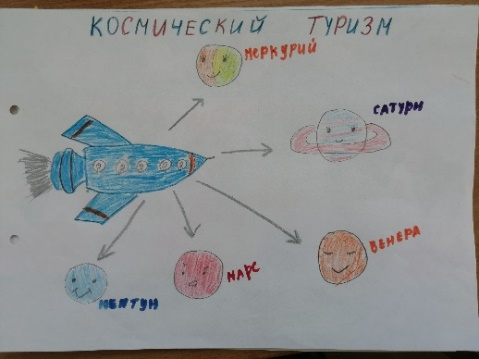 КОСМИЧЕСКИЙ ТУРИЗМ
МЕРКУРИЙ
САТУРН
ВЕНЕРА
МАРС
НЕПТУН